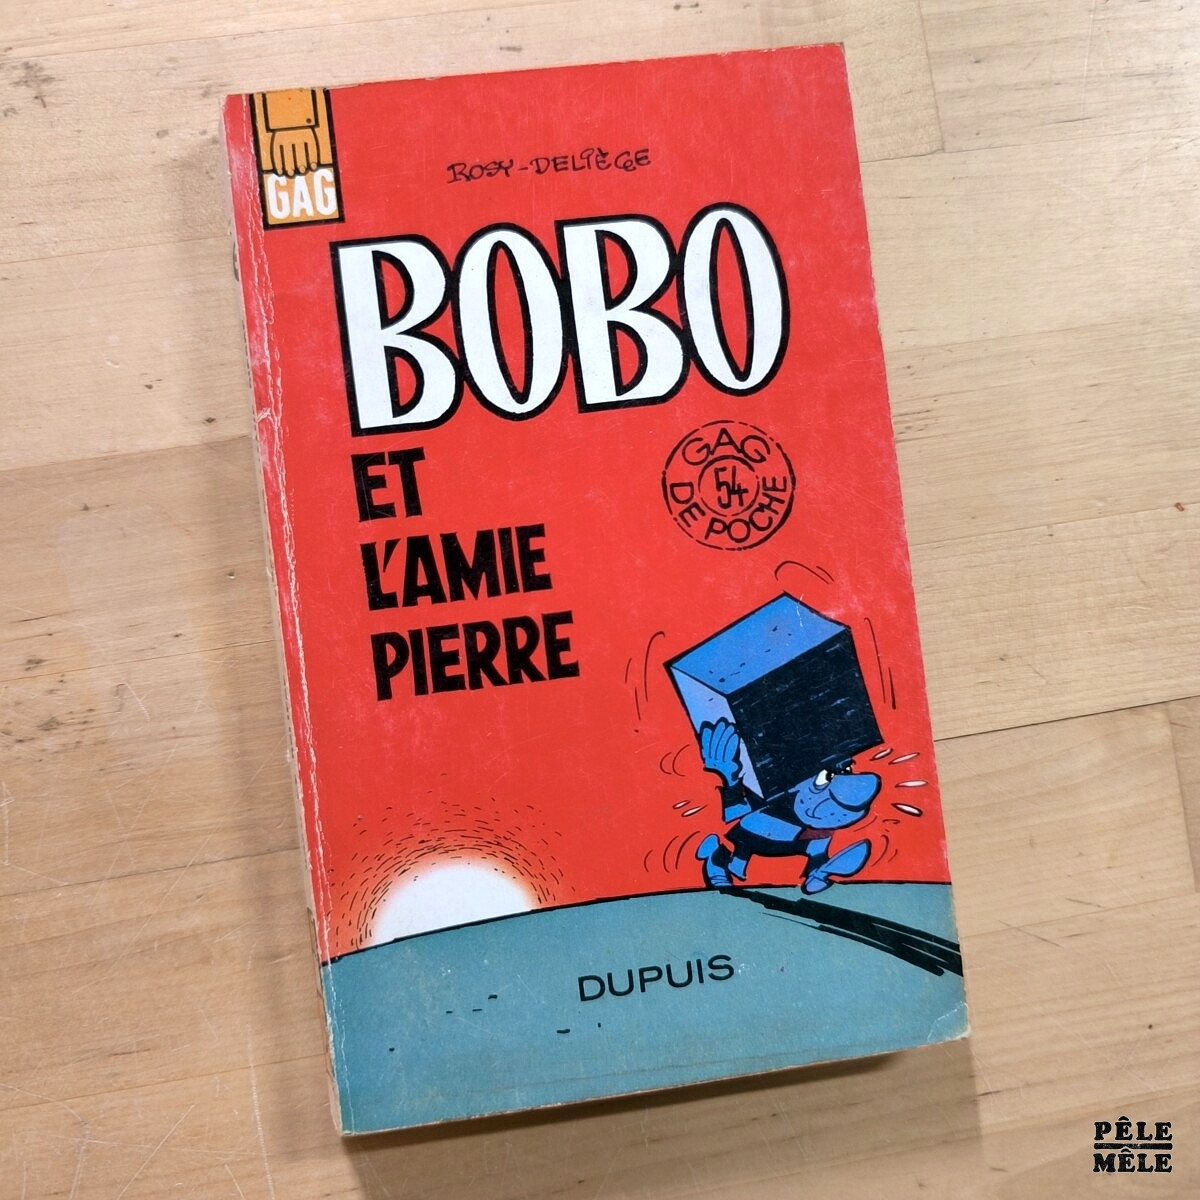 GAG
ROSY-DELIÈGE
BOBO
ET
L'AMIE
PIERRE
GAG
54
DE POCHE
DUPUIS
PÊLE
MÊLE